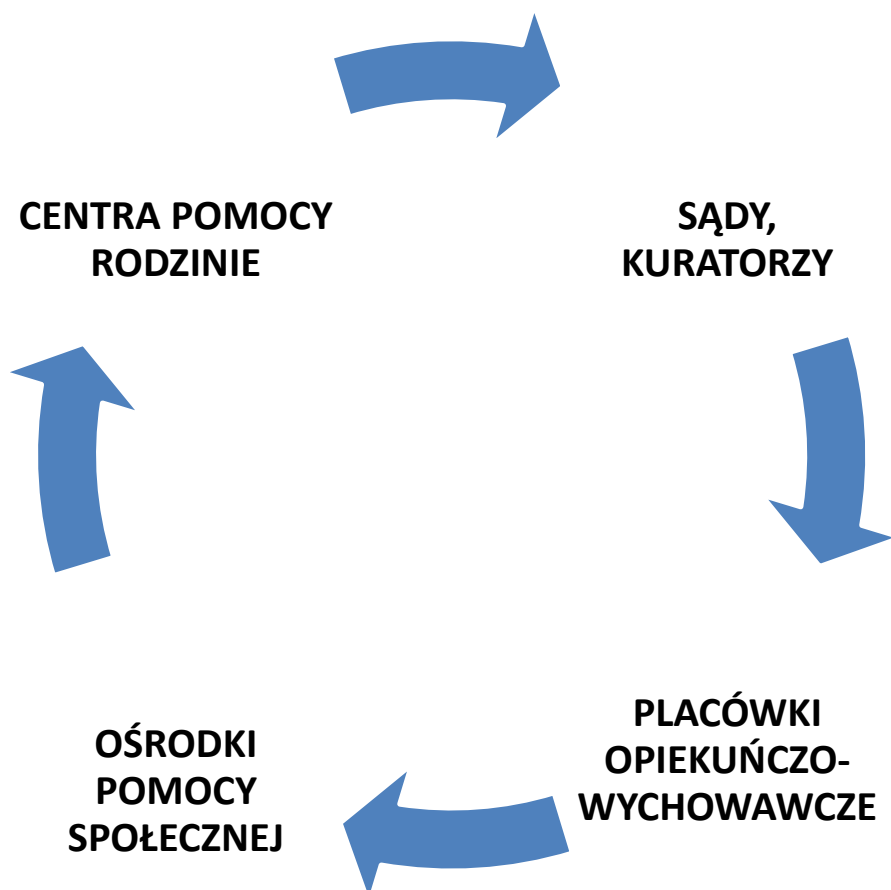 CENTRA POMOCY
RODZINIE
SĄDY,
KURATORZY
PLACÓWKI
OPIEKUŃCZO-
WYCHOWAWCZE
OŚRODKI
POMOCY
SPOŁECZNEJ